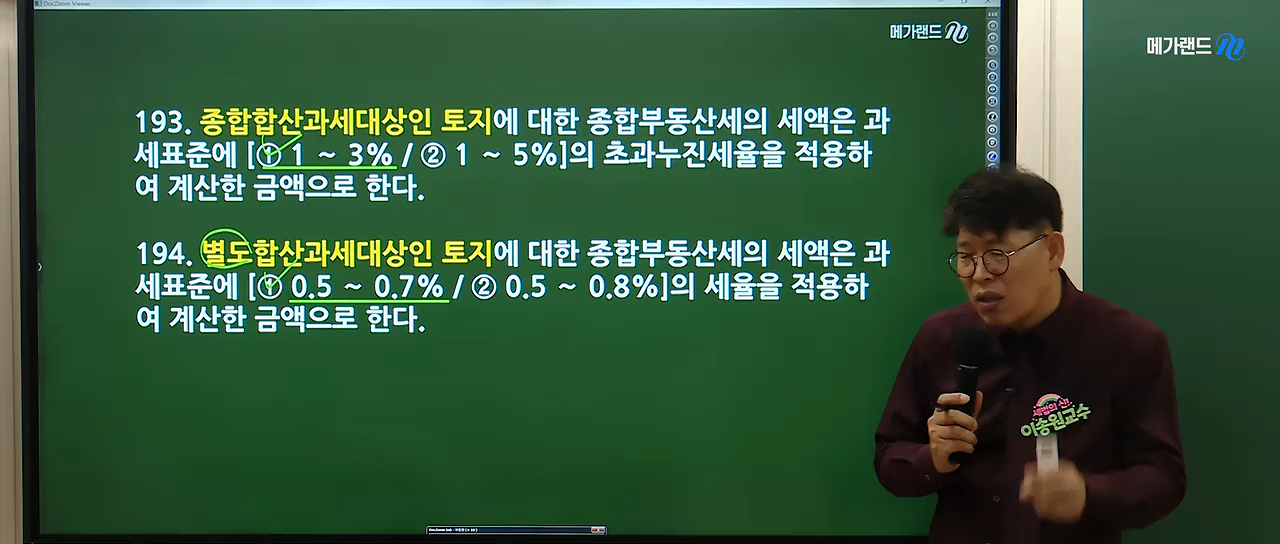 DocZoom Viewer
메가랜드
메가랜드
193. 종합합산과세대상인 토지에 대한 종합부동산세의 세액은 과
세표준에 [① 1 ~ 3% / ② 1 ~ 5%]의 초과누진세율을 적용하
여 계산한 금액으로 한다.
194. 별도합산과세대상인 토지에 대한 종합부동산세의 세액은 과
세표준에 [① 0.5 ~ 0.7% / ② 0.5 ~ 0.8%]의 세율을 적용하
여 계산한 금액으로 한다.
세법의 신!
이송원교수